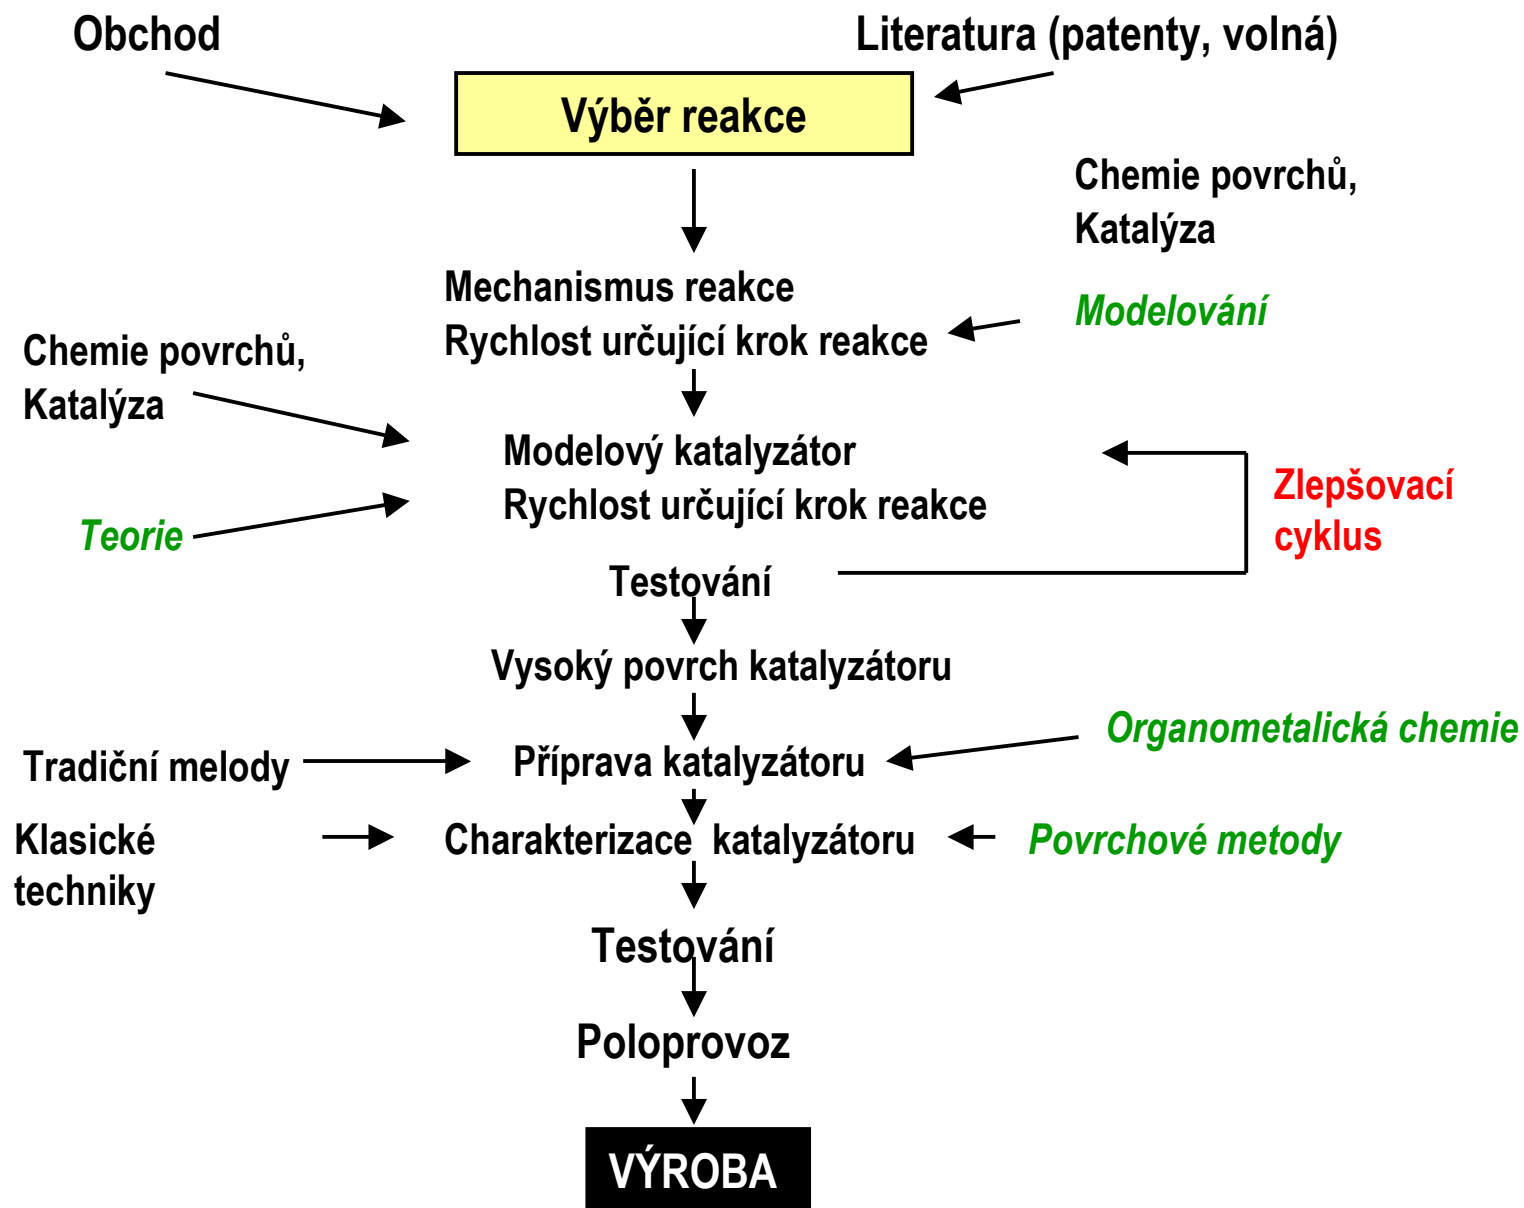 Obchod
Literatura (patenty, volná)
Výběr reakce
Chemie povrchů,
Katalýza
Mechanismus reakce
Rychlost určující krok reakce
Modelování
Chemie povrchů,
Katalýza
Modelový katalyzátor
Rychlost určující krok reakce
Zlepšovací
cyklus
Teorie
Testování
Vysoký povrch katalyzátoru
Organometalická chemie
Tradiční melody
Příprava katalyzátoru
Klasické
techniky
Charakterizace katalyzátoru
Povrchové metody
Testování
Poloprovoz
VÝROBA